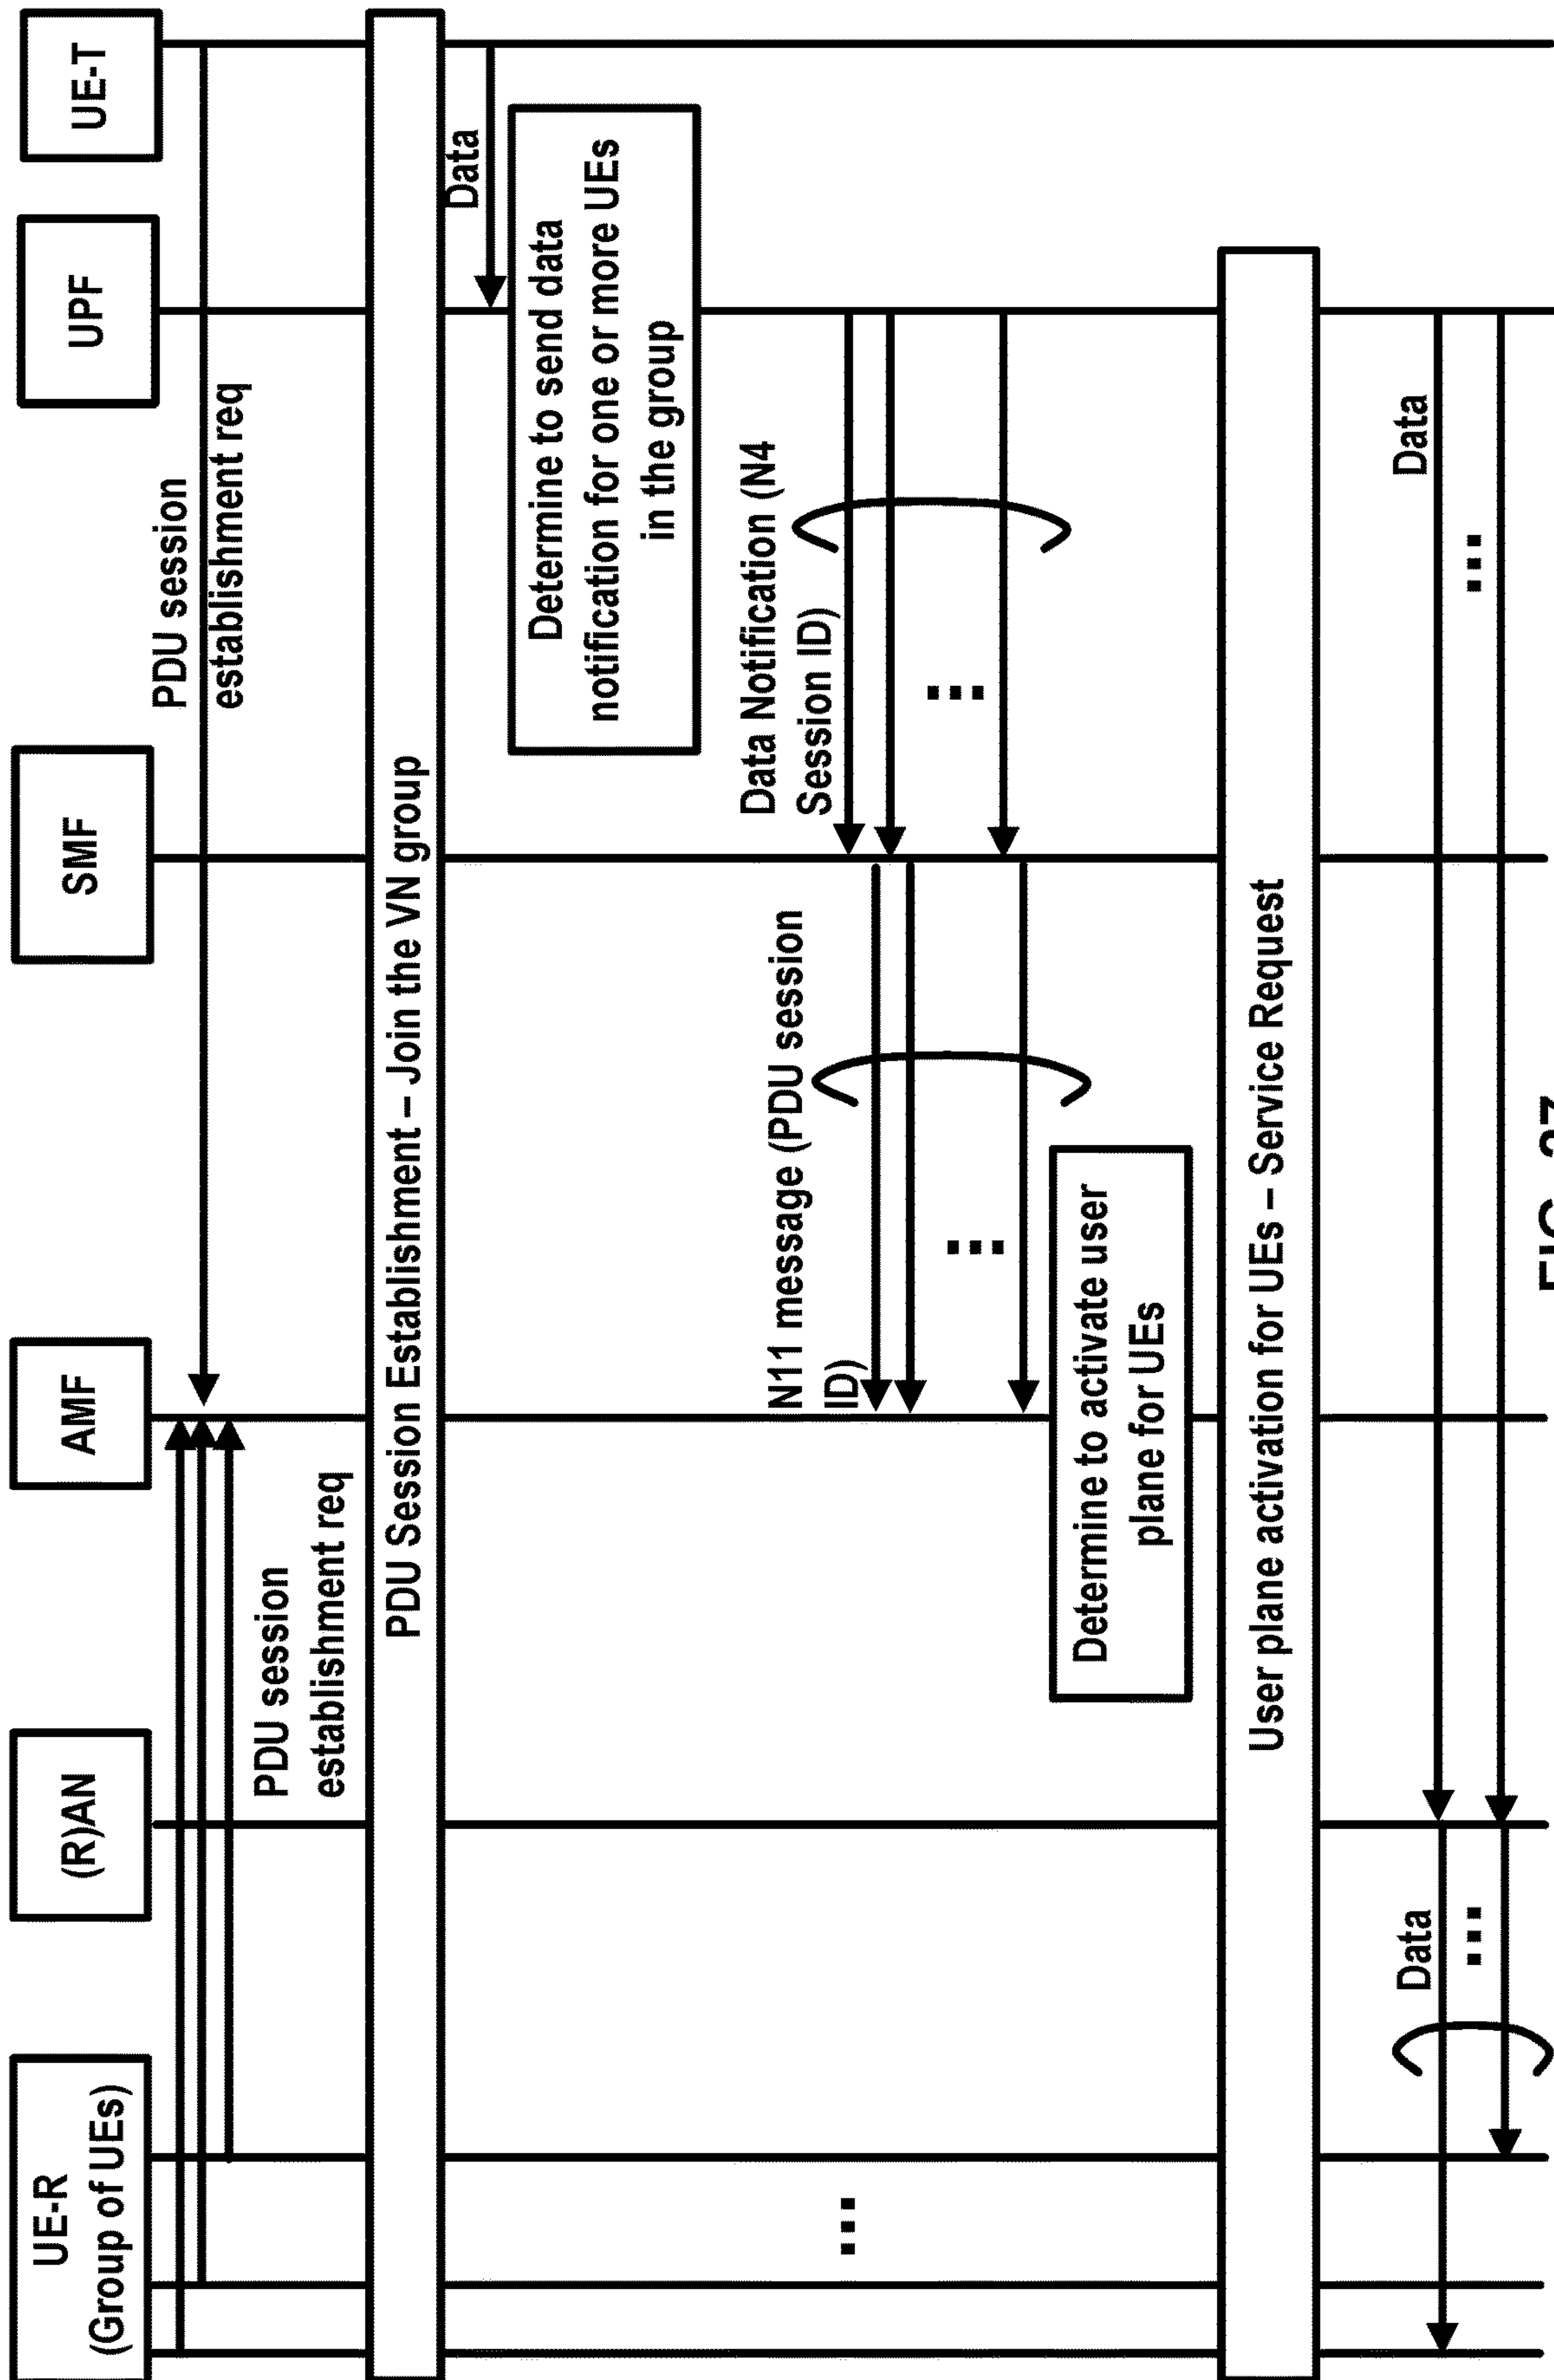 UE-R
(Group of UEs)
(R)AN
AMF
SMF
UPF
UE-T
PDU session
establishment req
PDU session
establishment req
PDU Session Establishment – Join the VN group
Data
Determine to send data
notification for one or more UEs
in the group
Data Notification (N4
Session ID)
N11 message (PDU session
ID)
Determine to activate user
plane for UEs
User plane activation for UEs – Service Request
Data
Data